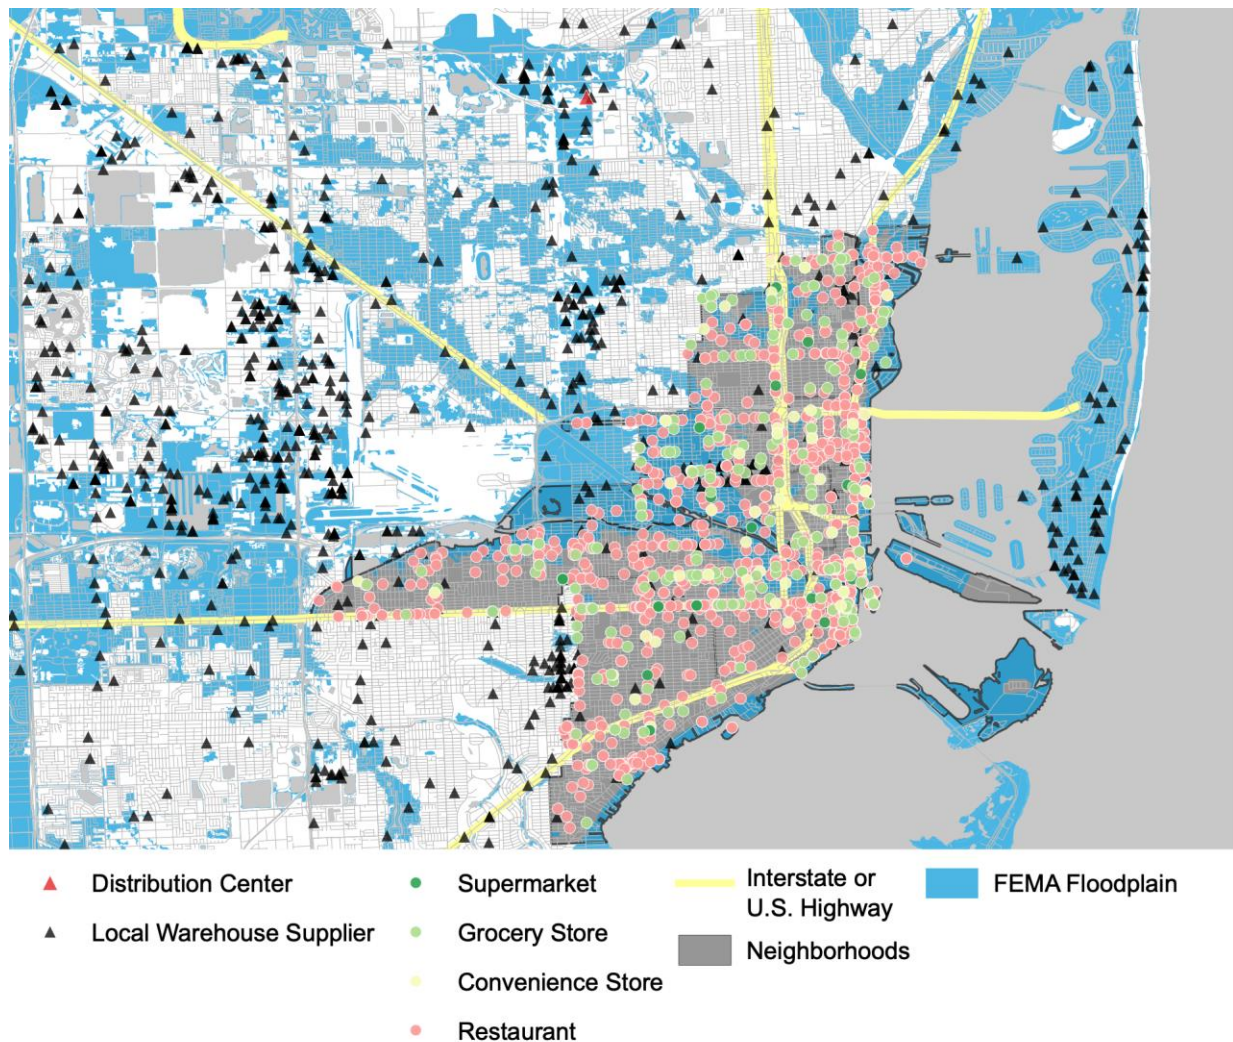 Distribution Center
Local Warehouse Supplier
Supermarket
Grocery Store
Convenience Store
Restaurant
Interstate or
U.S. Highway
Neighborhoods
FEMA Floodplain